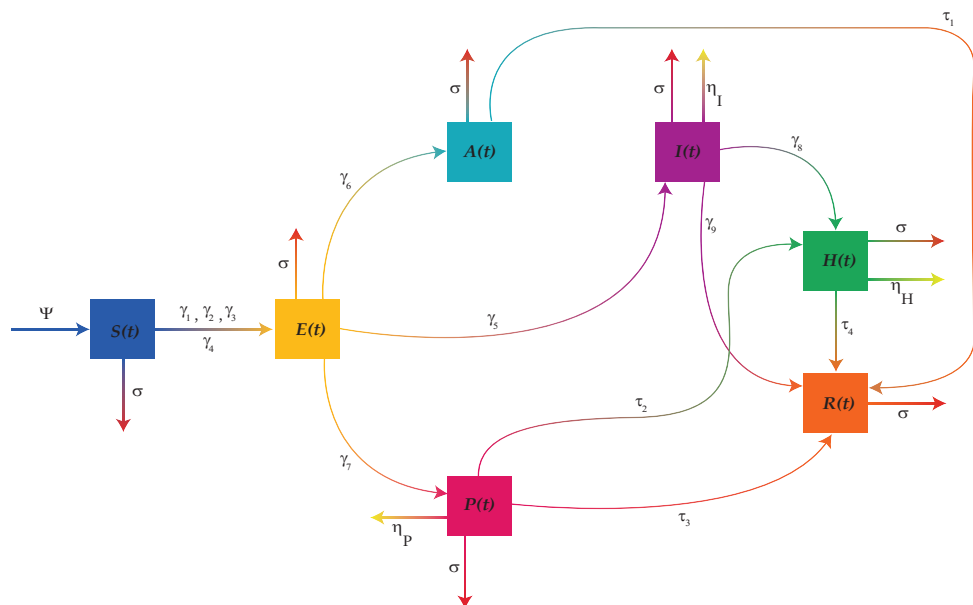 τ1
σ
σ
ηI
A(t)
I(t)
γ8
γ6
γ9
σ
H(t)
σ
ηH
Ψ
γ1 , γ2 , γ3
S(t)
E(t)
γ5
τ4
γ4
σ
τ2
R(t)
σ
γ7
P(t)
τ3
ηP
σ